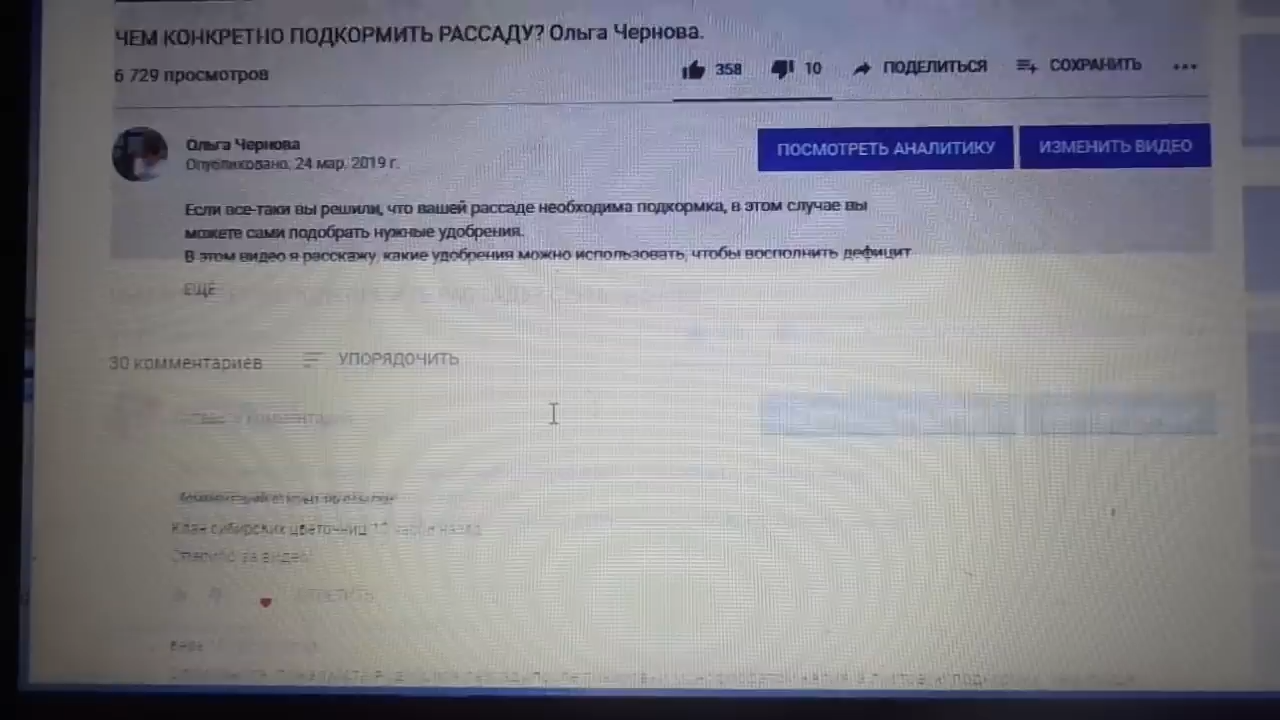 ЧЕМ КОНКРЕТНО ПОДКОРМИТЬ РАССАДУ? Ольга Чернова.
6 729 просмотров
358
10
ПОДЕЛИТЬСЯ
СОХРАНИТЬ
Ольга Чернова
Опубликовано: 24 мар. 2019 г.
ПОСМОТРЕТЬ АНАЛИТИКУ
ИЗМЕНИТЬ ВИДЕО
Если все-таки вы решили, что вашей рассаде необходима подкормка, в этом случае вы
можете сами подобрать нужные удобрения.
В этом видео я расскажу, какие удобрения можно использовать, чтобы восполнить дефицит
ЕЩЁ
30 комментариев
УПОРЯДОЧИТЬ
Клан сибирских цветочниц
Спасибо за видео
ОТВЕТИТЬ